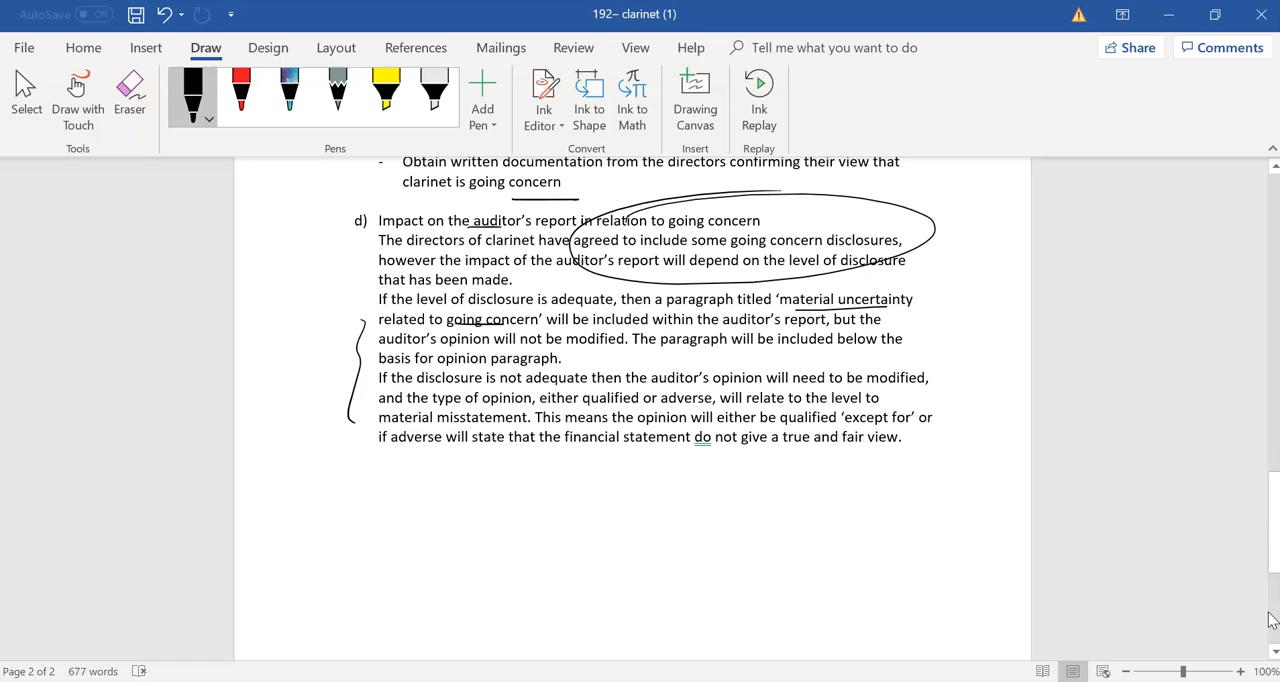 AutoSave Off 192– clarinet (1)
File Home Insert Draw Design Layout References Mailings Review View Help Tell me what you want to do Share Comments
Select Draw with Touch Eraser Add Pen Ink Editor Ink to Shape Ink to Math Drawing Canvas Ink Replay
Tools Pens Convert Insert Replay
- Obtain written documentation from the directors confirming their view that
clarinet is going concern
d) Impact on the auditor's report in relation to going concern
The directors of clarinet have agreed to include some going concern disclosures,
however the impact of the auditor's report will depend on the level of disclosure
that has been made.
If the level of disclosure is adequate, then a paragraph titled 'material uncertainty
related to going concern' will be included within the auditor's report, but the
auditor's opinion will not be modified. The paragraph will be included below the
basis for opinion paragraph.
If the disclosure is not adequate then the auditor's opinion will need to be modified,
and the type of opinion, either qualified or adverse, will relate to the level to
material misstatement. This means the opinion will either be qualified 'except for' or
if adverse will state that the financial statement do not give a true and fair view.
Page 2 of 2 677 words 100%